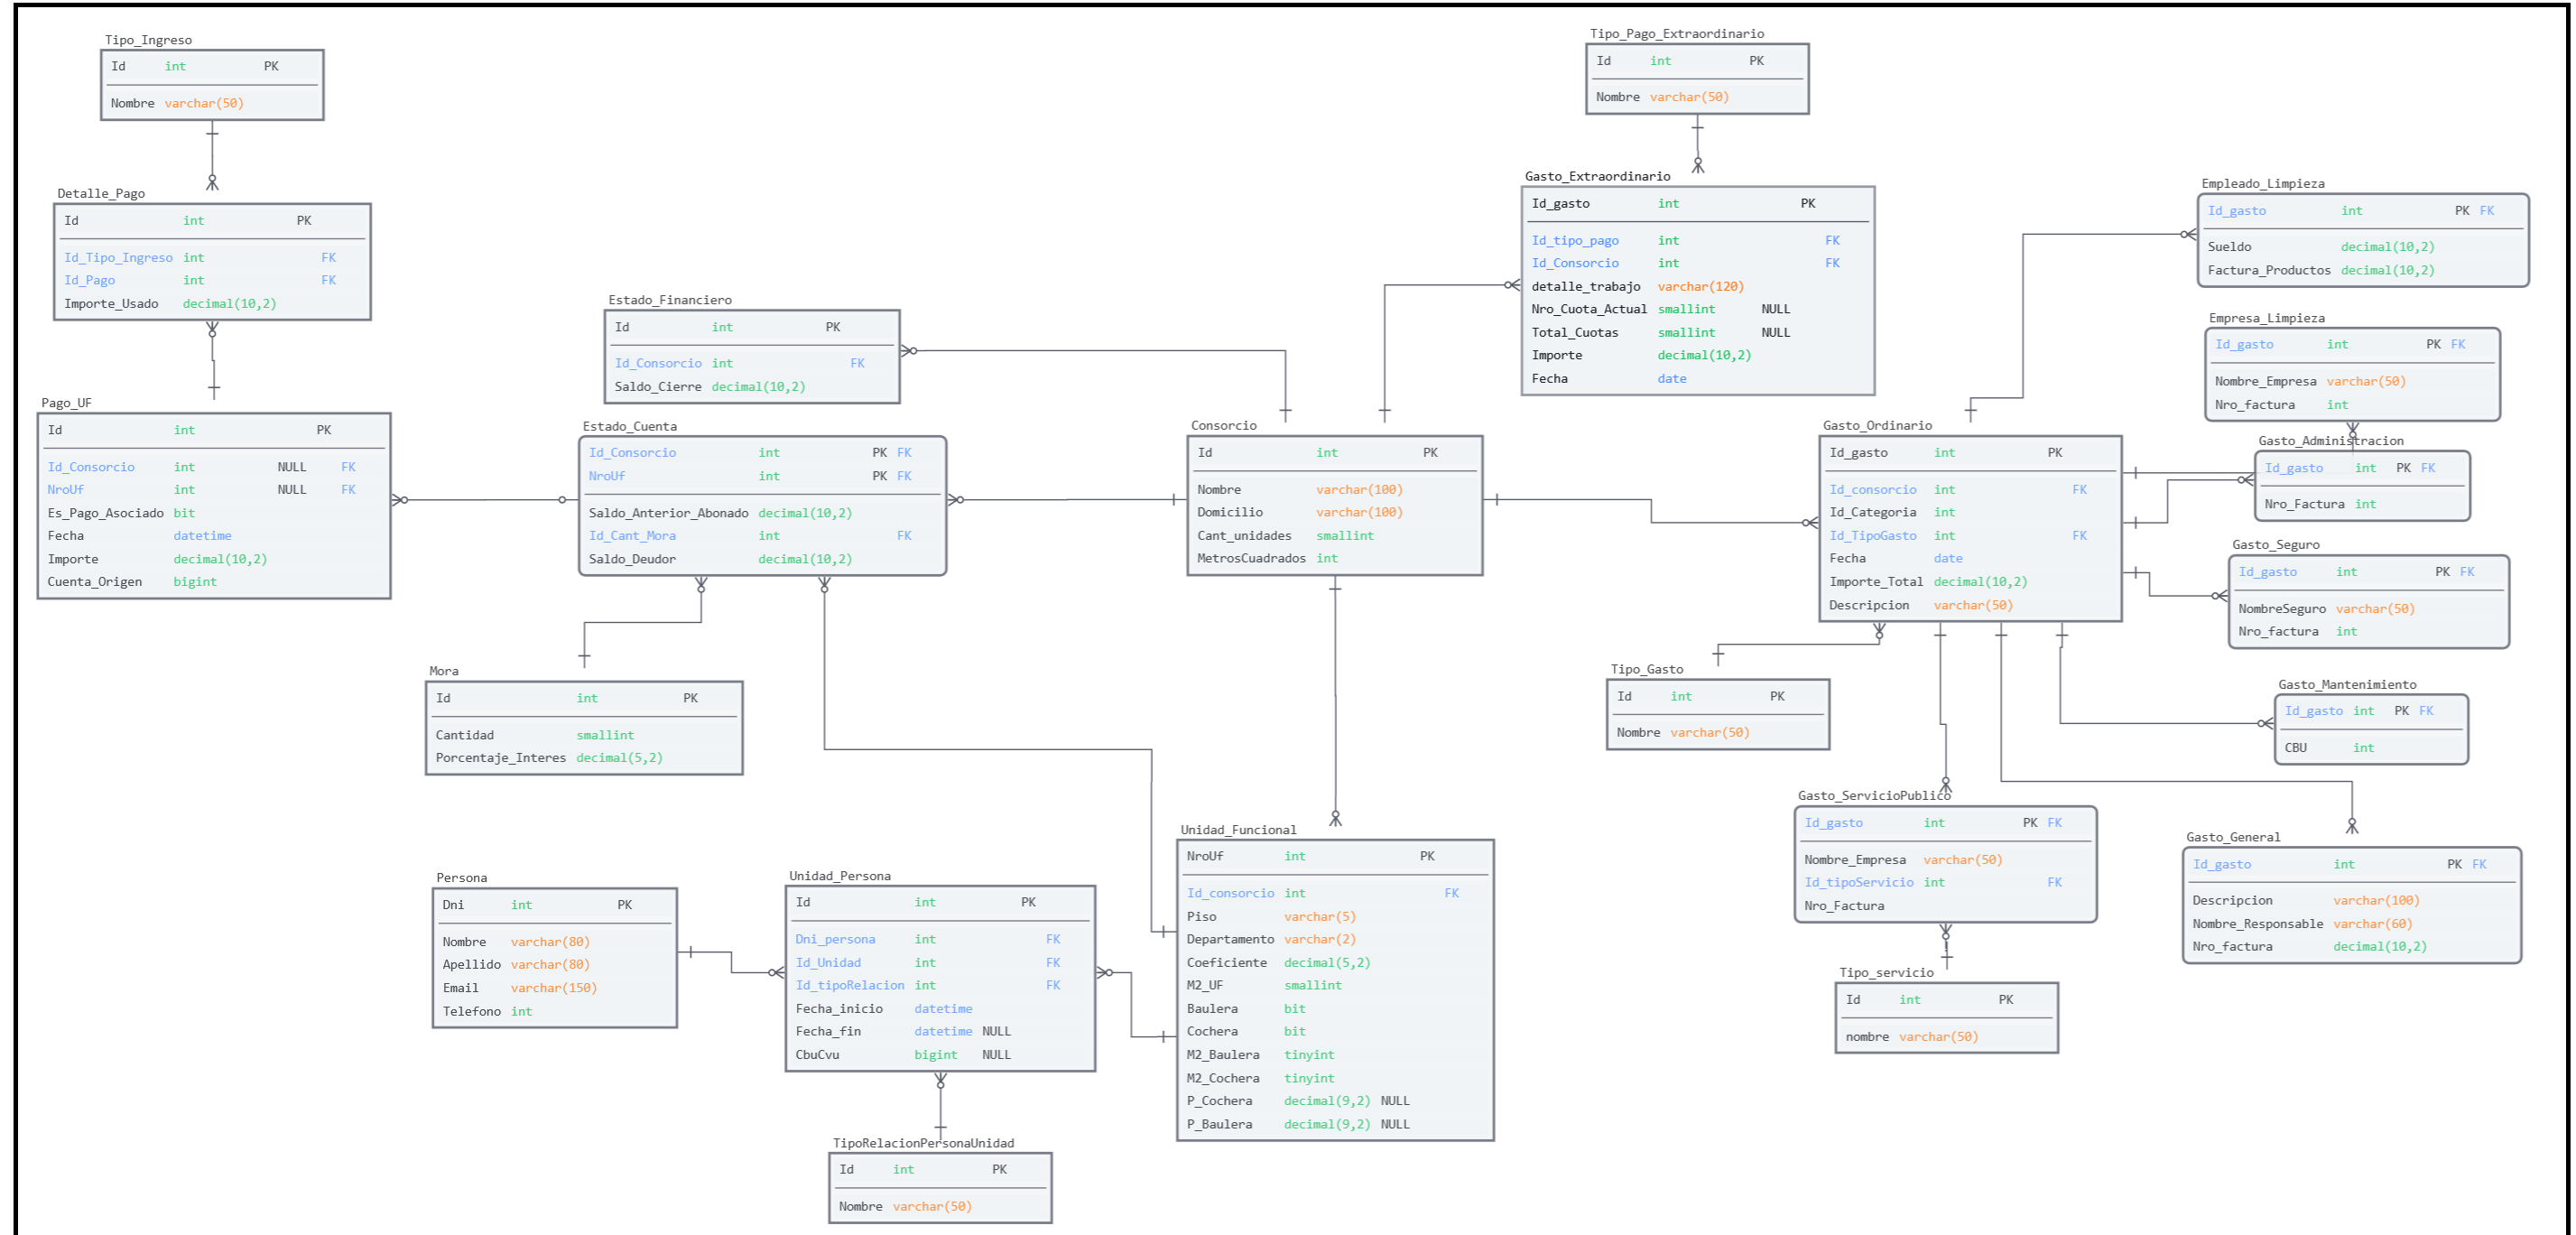 Tipo_Ingreso
Id int PK
Nombre varchar(50)
Detalle_Pago
Id int PK
Id_Tipo_Ingreso int FK
Id_Pago int FK
Importe_Usado decimal(10,2)
Pago_UF
Id int PK
Id_Consorcio int NULL FK
NroUf int NULL FK
Es_Pago_Asociado bit
Fecha datetime
Importe decimal(10,2)
Cuenta_Origen bigint
Estado_Financiero
Id int PK
Id_Consorcio int FK
Saldo_Cierre decimal(10,2)
Estado_Cuenta
Id_Consorcio int PK FK
NroUf int PK FK
Saldo_Anterior_Abonado decimal(10,2)
Id_Cant_Mora int FK
Saldo_Deudor decimal(10,2)
Mora
Id int PK
Cantidad smallint
Porcentaje_Interes decimal(5,2)
Persona
Dni int PK
Nombre varchar(80)
Apellido varchar(80)
Email varchar(150)
Telefono int
Unidad_Persona
Id int PK
Dni_persona int FK
Id_Unidad int FK
Id_tipoRelacion int FK
Fecha_inicio datetime
Fecha_fin datetime NULL
CbuCvu bigint NULL
TipoRelacionPersonaUnidad
Id int PK
Nombre varchar(50)
Consorcio
Id int PK
Nombre varchar(100)
Domicilio varchar(100)
Cant_unidades smallint
MetrosCuadrados int
Unidad_Funcional
NroUf int PK
Id_consorcio int FK
Piso varchar(5)
Departamento varchar(2)
Coeficiente decimal(5,2)
M2_UF smallint
Baulera bit
Cochera bit
M2_Baulera tinyint
M2_Cochera tinyint
P_Cochera decimal(9,2) NULL
P_Baulera decimal(9,2) NULL
Tipo_Pago_Extraordinario
Id int PK
Nombre varchar(50)
Gasto_Extraordinario
Id_gasto int PK
Id_tipo_pago int FK
Id_Consorcio int FK
detalle_trabajo varchar(120)
Nro_Cuota_Actual smallint NULL
Total_Cuotas smallint NULL
Importe decimal(10,2)
Fecha date
Gasto_Ordinario
Id_gasto int PK
Id_consorcio int FK
Id_Categoria int
Id_TipoGasto int FK
Fecha date
Importe_Total decimal(10,2)
Descripcion varchar(50)
Tipo_Gasto
Id int PK
Nombre varchar(50)
Gasto_ServicioPublico
Id_gasto int PK FK
Nombre_Empresa varchar(50)
Id_tipoServicio int FK
Nro_Factura
Tipo_servicio
Id int PK
nombre varchar(50)
Empleado_Limpieza
Id_gasto int PK FK
Sueldo decimal(10,2)
Factura_Productos decimal(10,2)
Empresa_Limpieza
Id_gasto int PK FK
Nombre_Empresa varchar(50)
Nro_factura int
Gasto_Administracion
Id_gasto int PK FK
Nro_Factura int
Gasto_Seguro
Id_gasto int PK FK
NombreSeguro varchar(50)
Nro_factura int
Gasto_Mantenimiento
Id_gasto int PK FK
CBU int
Gasto_General
Id_gasto int PK FK
Descripcion varchar(100)
Nombre_Responsable varchar(60)
Nro_factura decimal(10,2)